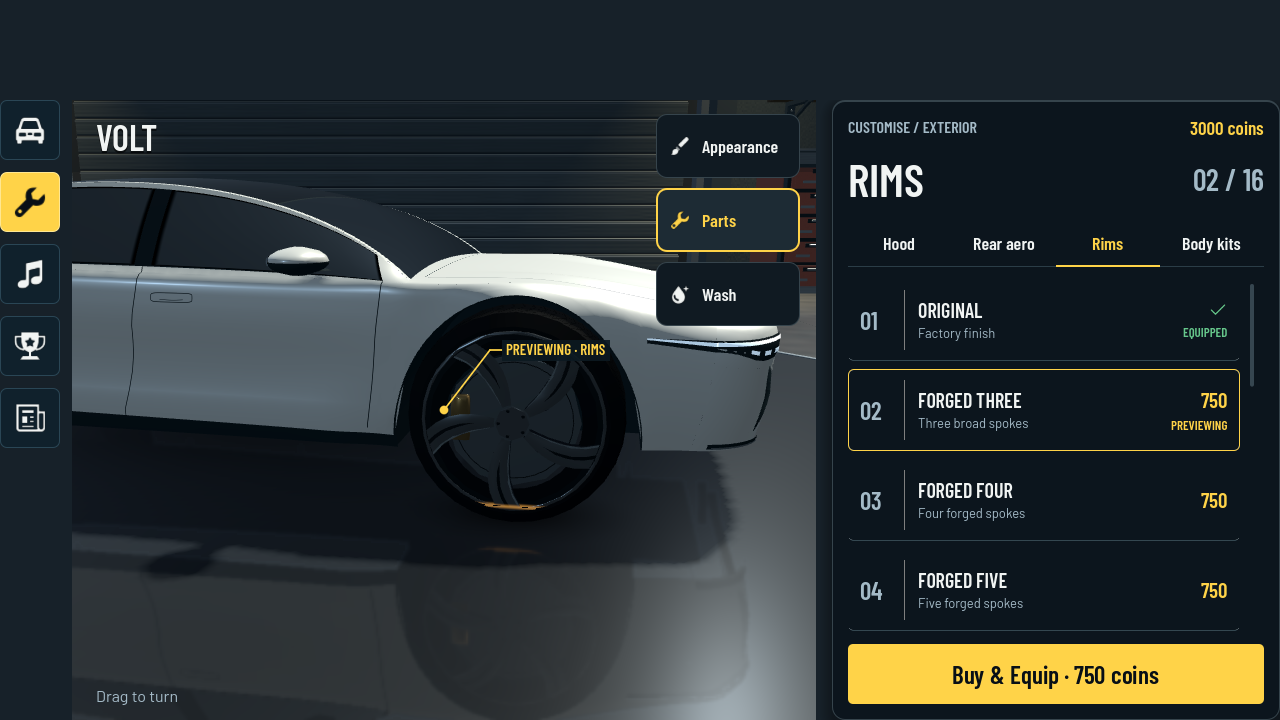 VOLT
Appearance
Parts
Wash
PREVIEWING · RIMS
Drag to turn
CUSTOMISE / EXTERIOR
3000 coins
RIMS
02 / 16
Hood
Rear aero
Rims
Body kits
01
ORIGINAL
Factory finish
EQUIPPED
02
FORGED THREE
Three broad spokes
750
PREVIEWING
03
FORGED FOUR
Four forged spokes
750
04
FORGED FIVE
Five forged spokes
750
Buy & Equip · 750 coins